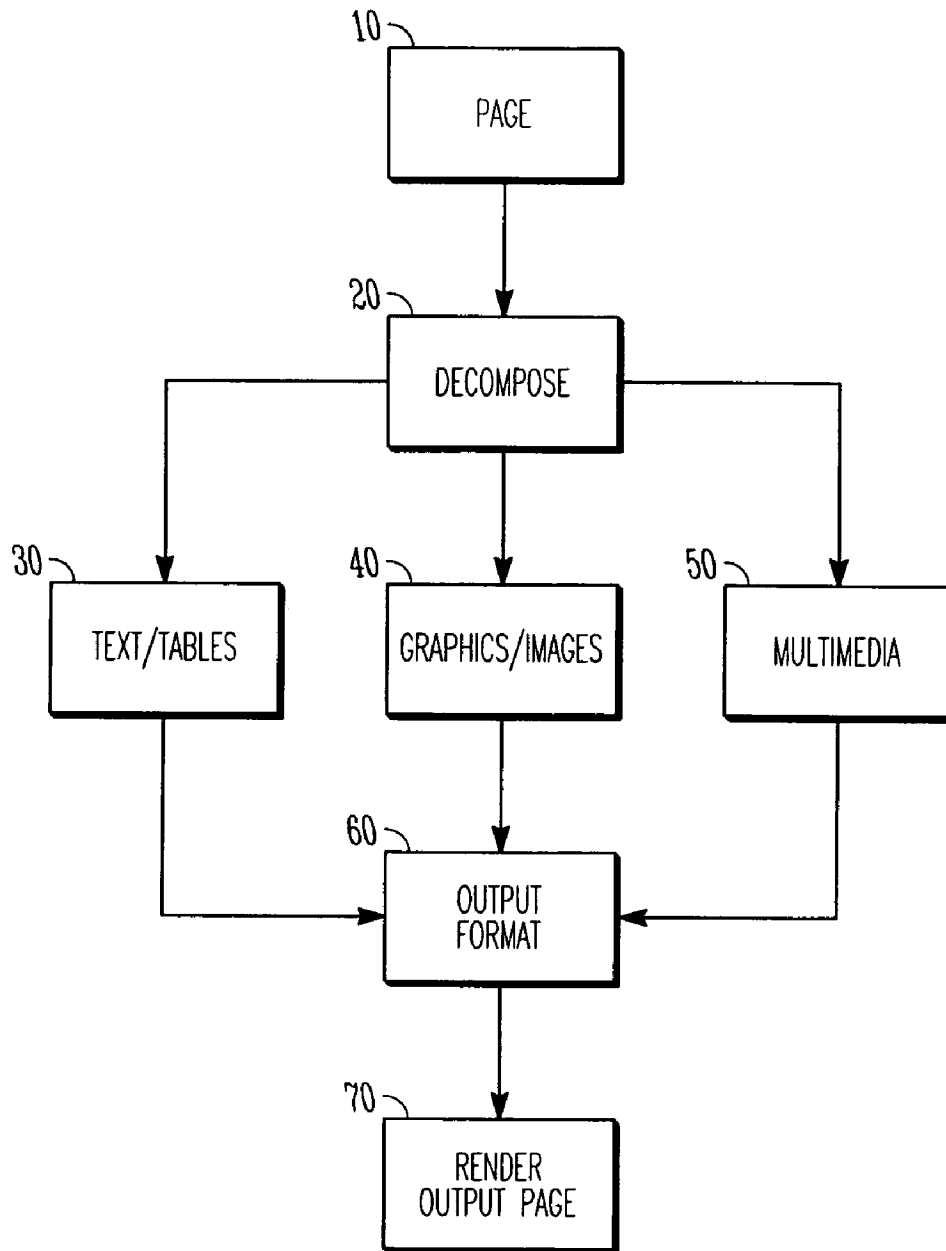 10
PAGE
20
DECOMPOSE
30
TEXT/TABLES
40
GRAPHICS/IMAGES
50
MULTIMEDIA
60
OUTPUT
FORMAT
70
RENDER
OUTPUT PAGE